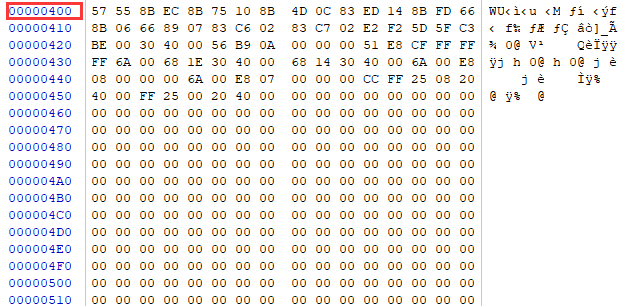 00000400 57 55 8B EC 8B 75 10 8B 4D 0C 83 ED 14 8B FD 66 WU‹ì‹u ‹M ƒí ‹ýf
00000410 8B 06 66 89 07 83 C6 02 83 C7 02 E2 F2 5D 5F C3 ‹ f‰ ƒÆ ƒÇ âò]_Ã
00000420 BE 00 30 40 00 56 B9 0A 00 00 00 51 E8 CF FF FF ¾ 0@ V¹ QèÏÿÿ
00000430 FF 6A 00 68 1E 30 40 00 68 14 30 40 00 6A 00 E8 ÿj h 0@ h 0@ j è
00000440 08 00 00 00 6A 00 E8 07 00 00 00 CC FF 25 08 20 j è Ìÿ%
00000450 40 00 FF 25 00 20 40 00 00 00 00 00 00 00 00 00 @ ÿ% @
00000460 00 00 00 00 00 00 00 00 00 00 00 00 00 00 00 00
00000470 00 00 00 00 00 00 00 00 00 00 00 00 00 00 00 00
00000480 00 00 00 00 00 00 00 00 00 00 00 00 00 00 00 00
00000490 00 00 00 00 00 00 00 00 00 00 00 00 00 00 00 00
000004A0 00 00 00 00 00 00 00 00 00 00 00 00 00 00 00 00
000004B0 00 00 00 00 00 00 00 00 00 00 00 00 00 00 00 00
000004C0 00 00 00 00 00 00 00 00 00 00 00 00 00 00 00 00
000004D0 00 00 00 00 00 00 00 00 00 00 00 00 00 00 00 00
000004E0 00 00 00 00 00 00 00 00 00 00 00 00 00 00 00 00
000004F0 00 00 00 00 00 00 00 00 00 00 00 00 00 00 00 00
00000500 00 00 00 00 00 00 00 00 00 00 00 00 00 00 00 00
00000510 00 00 00 00 00 00 00 00 00 00 00 00 00 00 00 00